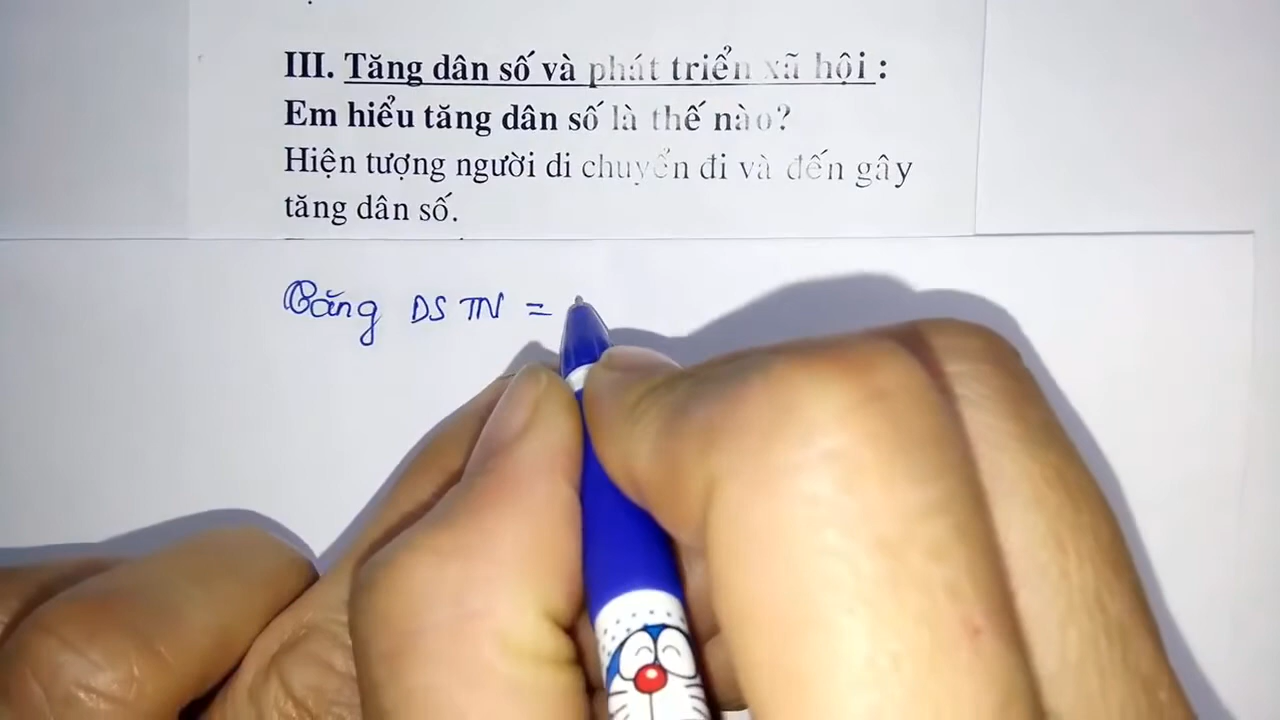 III. Tăng dân số và phát triển xã hội :
Em hiểu tăng dân số là thế nào?
Hiện tượng người di chuyển đi và đến gây
tăng dân số.
Tăng DS TN =